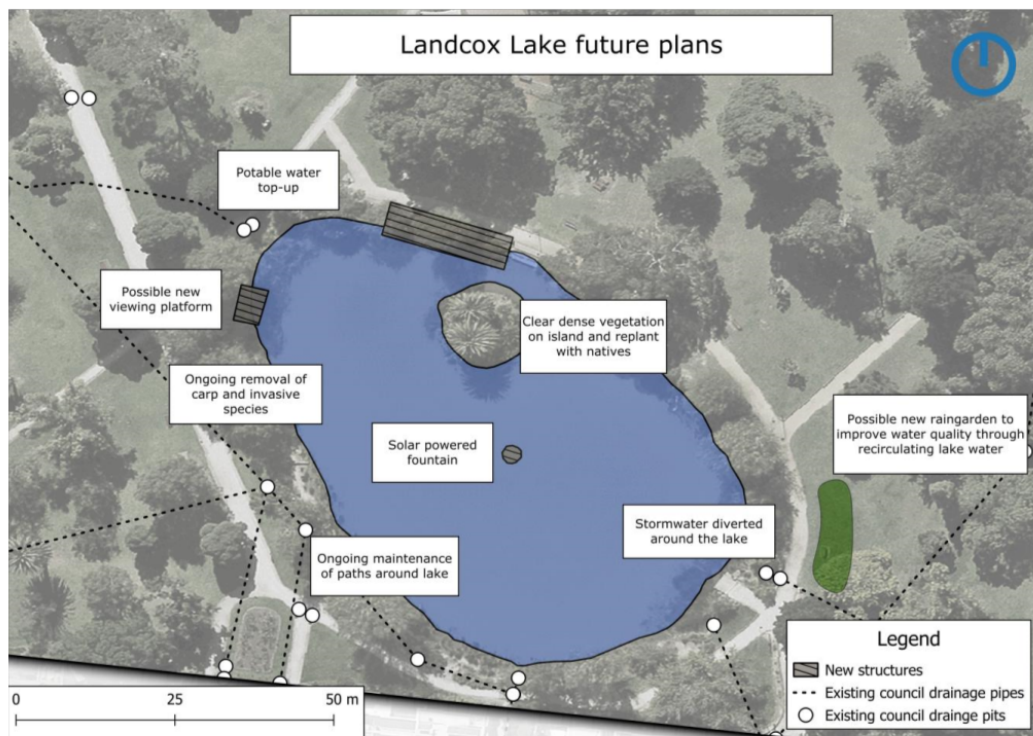 Landcox Lake future plans
Potable water
top-up
Possible new
viewing platform
Clear dense vegetation
on island and replant
with natives
Ongoing removal of
carp and invasive
species
Possible new raingarden to
improve water quality through
recirculating lake water
Solar powered
fountain
Stormwater diverted
around the lake
Ongoing maintenance
of paths around lake
Legend
New structures
Existing council drainage pipes
Existing council drainge pits
0 25 50 m